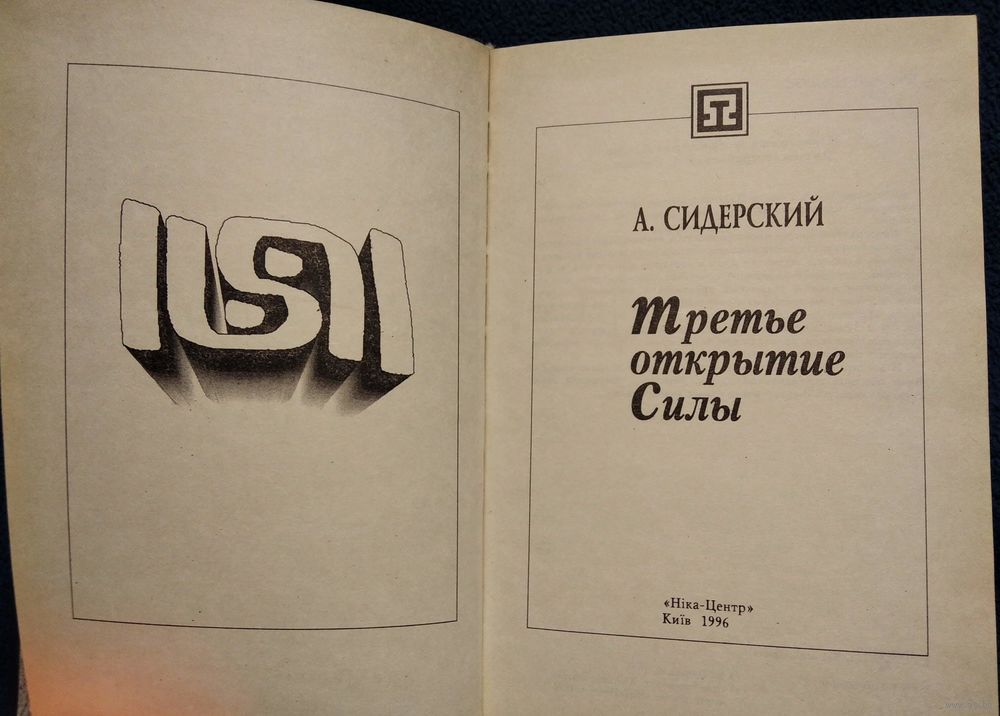 А. СИДЕРСКИЙ
Третье
открытие
Силы
«Ніка-Центр»
Київ 1996